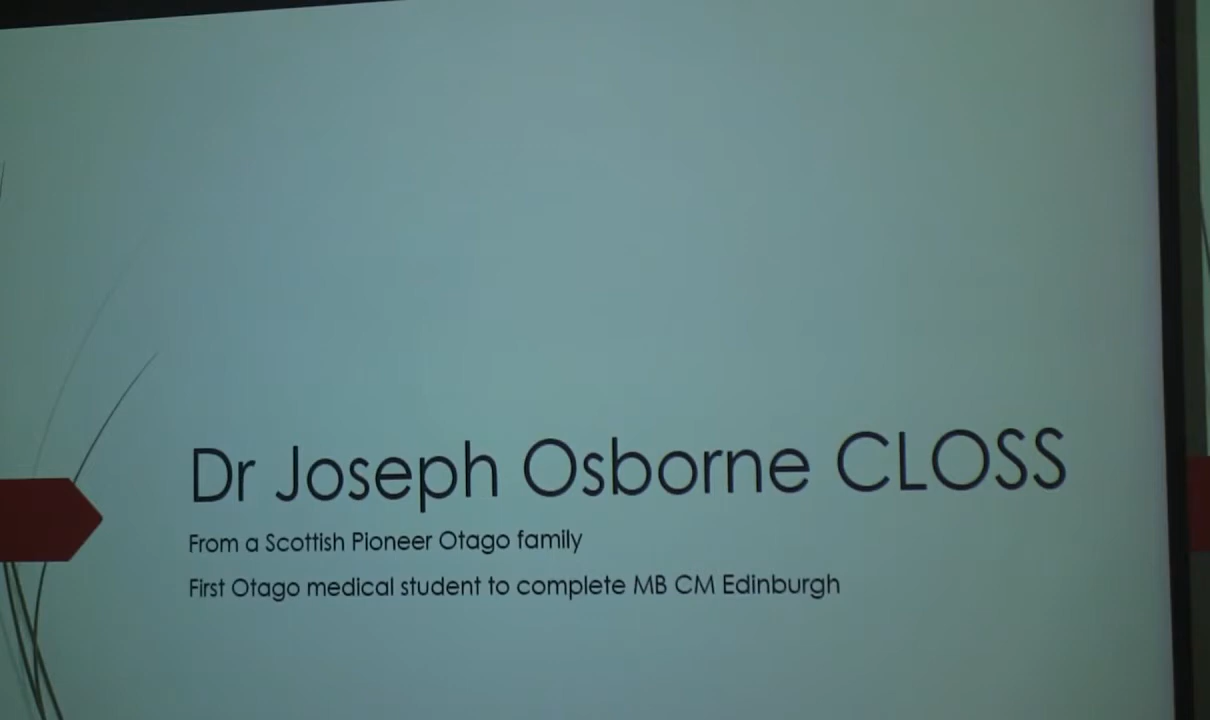 Dr Joseph Osborne CLOSS
From a Scottish Pioneer Otago family
First Otago medical student to complete MB CM Edinburgh